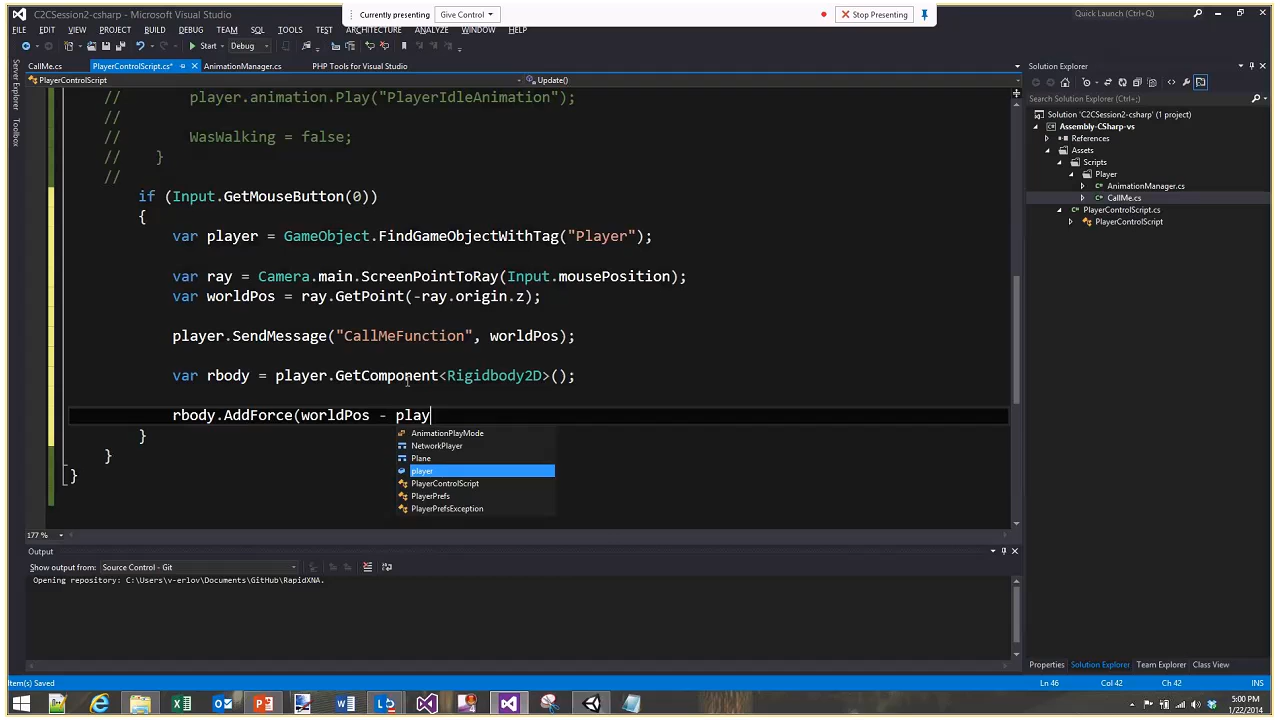 C2CSession2-csharp - Microsoft Visual Studio
Currently presenting
Give Control
Stop Presenting
Quick Launch (Ctrl+Q)
FILE EDIT VIEW PROJECT BUILD DEBUG TEAM SQL TOOLS TEST ARCHITECTURE ANALYZE WINDOW HELP
Start
Debug
CallMe.cs
PlayerControlScript.cs*
AnimationManager.cs
PHP Tools for Visual Studio
PlayerControlScript
Update()
Server Explorer
Toolbox
// player.animation.Play("PlayerIdleAnimation");
//
// WasWalking = false;
// }
//
if (Input.GetMouseButton(0))
{
var player = GameObject.FindGameObjectWithTag("Player");
var ray = Camera.main.ScreenPointToRay(Input.mousePosition);
var worldPos = ray.GetPoint(-ray.origin.z);
player.SendMessage("CallMeFunction", worldPos);
var rbody = player.GetComponent<Rigidbody2D>();
rbody.AddForce(worldPos - play
}
}
}
AnimationPlayMode
NetworkPlayer
Plane
player
PlayerControlScript
PlayerPrefs
PlayerPrefsException
177 %
Output
Show output from: Source Control - Git
Opening repository: C:\Users\v-erlov\Documents\GitHub\RapidXNA.
Solution Explorer
Search Solution Explorer (Ctrl+;)
Solution 'C2CSession2-csharp' (1 project)
Assembly-CSharp-vs
References
Assets
Scripts
Player
AnimationManager.cs
CallMe.cs
PlayerControlScript.cs
PlayerControlScript
Properties Solution Explorer Team Explorer Class View
Item(s) Saved
Ln 46
Col 42
Ch 42
INS
5:00 PM
1/22/2014